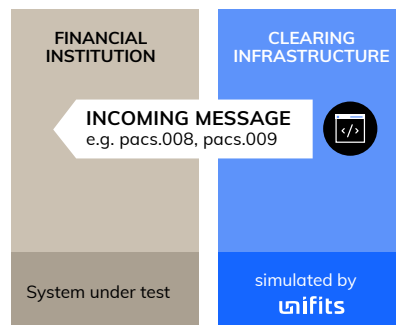 FINANCIAL
INSTITUTION
CLEARING
INFRASTRUCTURE
INCOMING MESSAGE
e.g. pacs.008, pacs.009
</>
System under test
simulated by
unifits